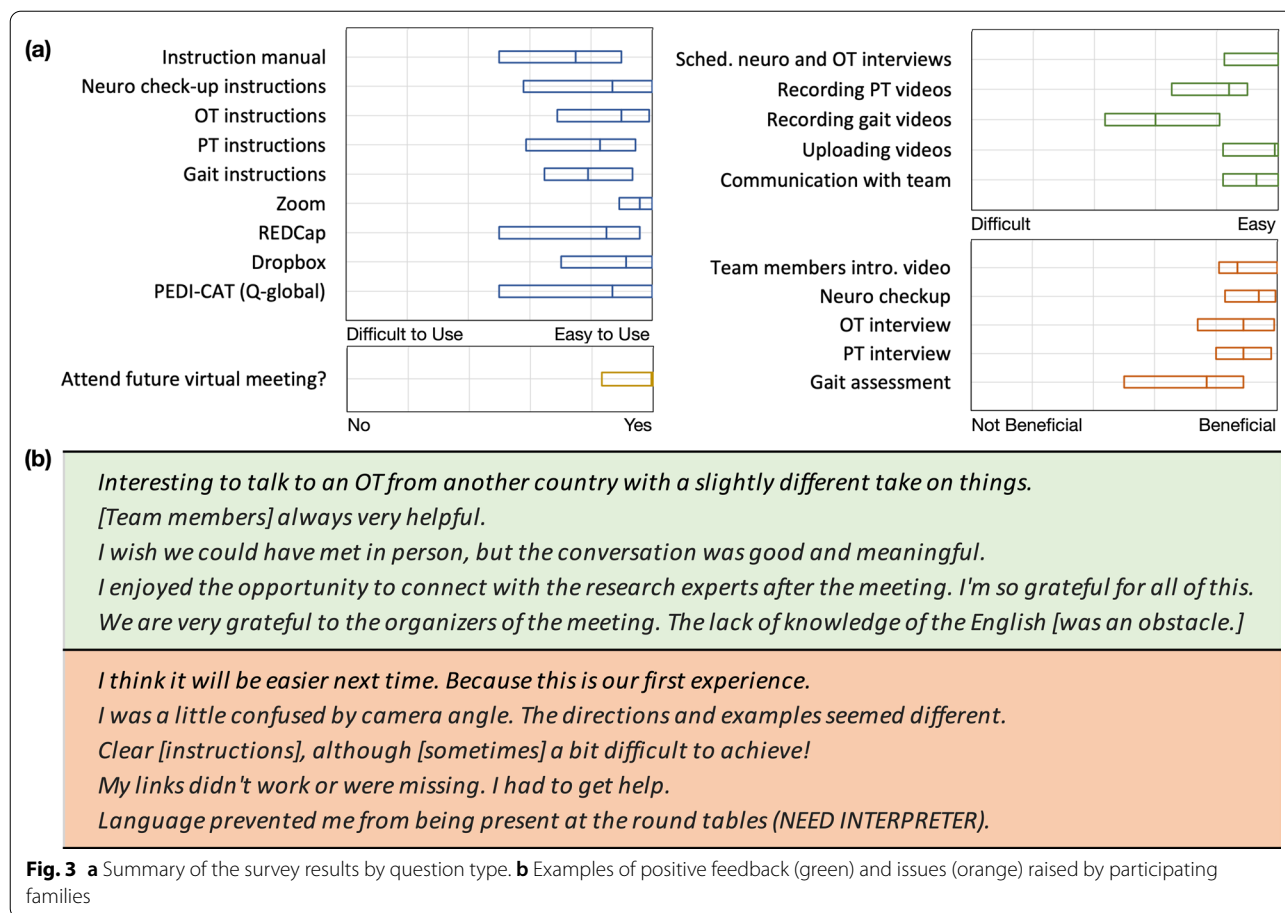 (a)
Instruction manual
Neuro check-up instructions
OT instructions
PT instructions
Gait instructions
Zoom
REDCap
Dropbox
PEDI-CAT (Q-global)
Difficult to Use Easy to Use
Attend future virtual meeting?
No Yes
Sched. neuro and OT interviews
Recording PT videos
Recording gait videos
Uploading videos
Communication with team
Difficult Easy
Team members intro. video
Neuro checkup
OT interview
PT interview
Gait assessment
Not Beneficial Beneficial
(b)
Interesting to talk to an OT from another country with a slightly different take on things.
[Team members] always very helpful.
I wish we could have met in person, but the conversation was good and meaningful.
I enjoyed the opportunity to connect with the research experts after the meeting. I'm so grateful for all of this.
We are very grateful to the organizers of the meeting. The lack of knowledge of the English [was an obstacle.]
I think it will be easier next time. Because this is our first experience.
I was a little confused by camera angle. The directions and examples seemed different.
Clear [instructions], although [sometimes] a bit difficult to achieve!
My links didn't work or were missing. I had to get help.
Language prevented me from being present at the round tables (NEED INTERPRETER).
Fig. 3 a Summary of the survey results by question type. b Examples of positive feedback (green) and issues (orange) raised by participating
families